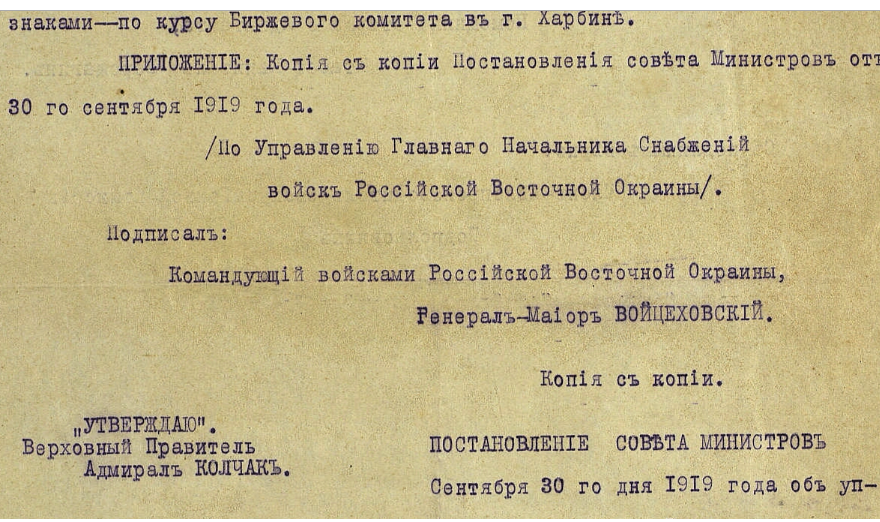 знаками—по курсу Биржевого комитета въ г. Харбинѣ.
ПРИЛОЖЕНІЕ: Копія съ копіи Постановленія совѣта Министровъ отъ
30 го сентября 1919 года.
/По Управленію Главнаго Начальника Снабженій
войскъ Россійской Восточной Окраины/.
Подписалъ:
Командующій войсками Россійской Восточной Окраины,
Генералъ-Маіоръ ВОЙЦЕХОВСКІЙ.
Копія съ копіи.
„УТВЕРЖДАЮ".
Верховный Правитель
Адмиралъ КОЛЧАКЪ.
ПОСТАНОВЛЕНІЕ СОВѢТА МИНИСТРОВЪ
Сентября 30 го дня 1919 года объ уп-